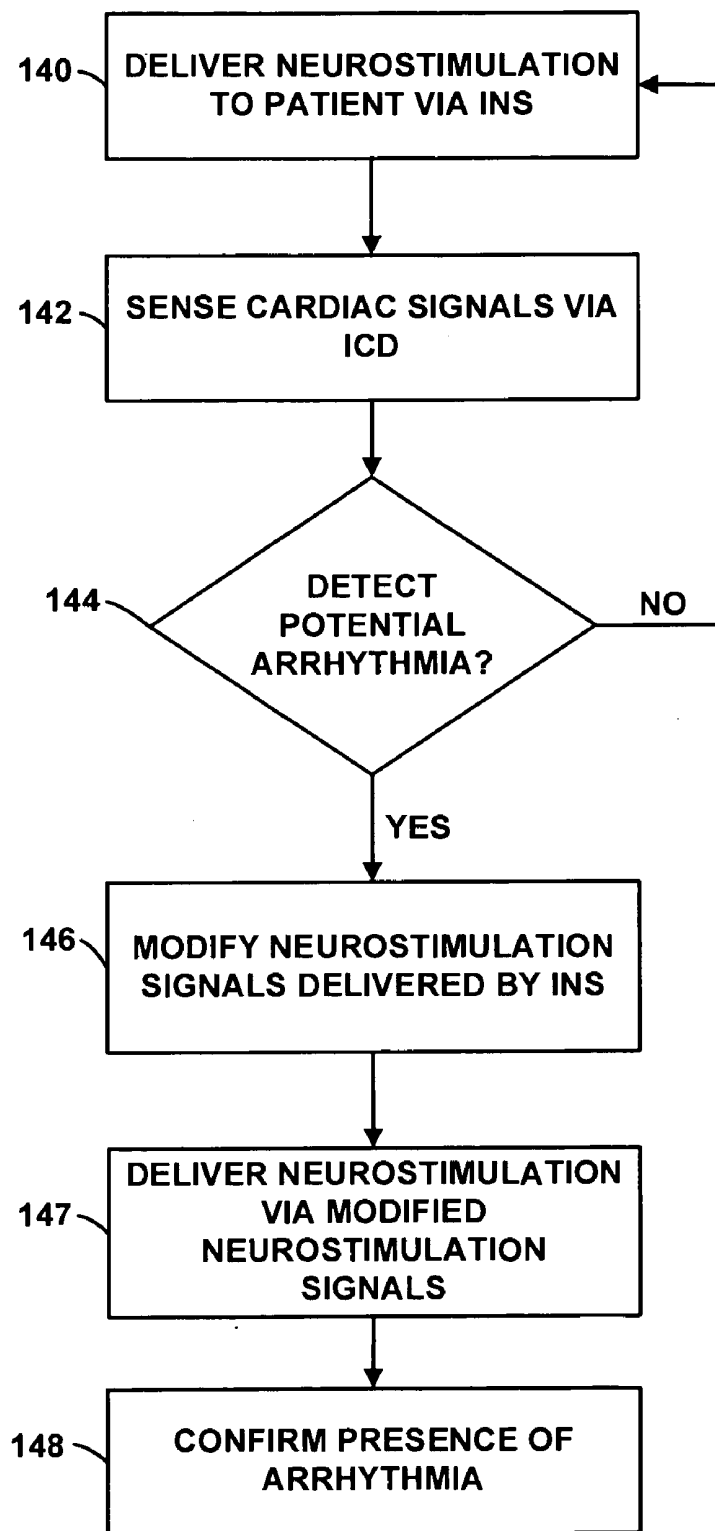 140
DELIVER NEUROSTIMULATION
TO PATIENT VIA INS
142
SENSE CARDIAC SIGNALS VIA
ICD
144
DETECT
POTENTIAL
ARRHYTHMIA?
NO
YES
146
MODIFY NEUROSTIMULATION
SIGNALS DELIVERED BY INS
147
DELIVER NEUROSTIMULATION
VIA MODIFIED
NEUROSTIMULATION
SIGNALS
148
CONFIRM PRESENCE OF
ARRHYTHMIA